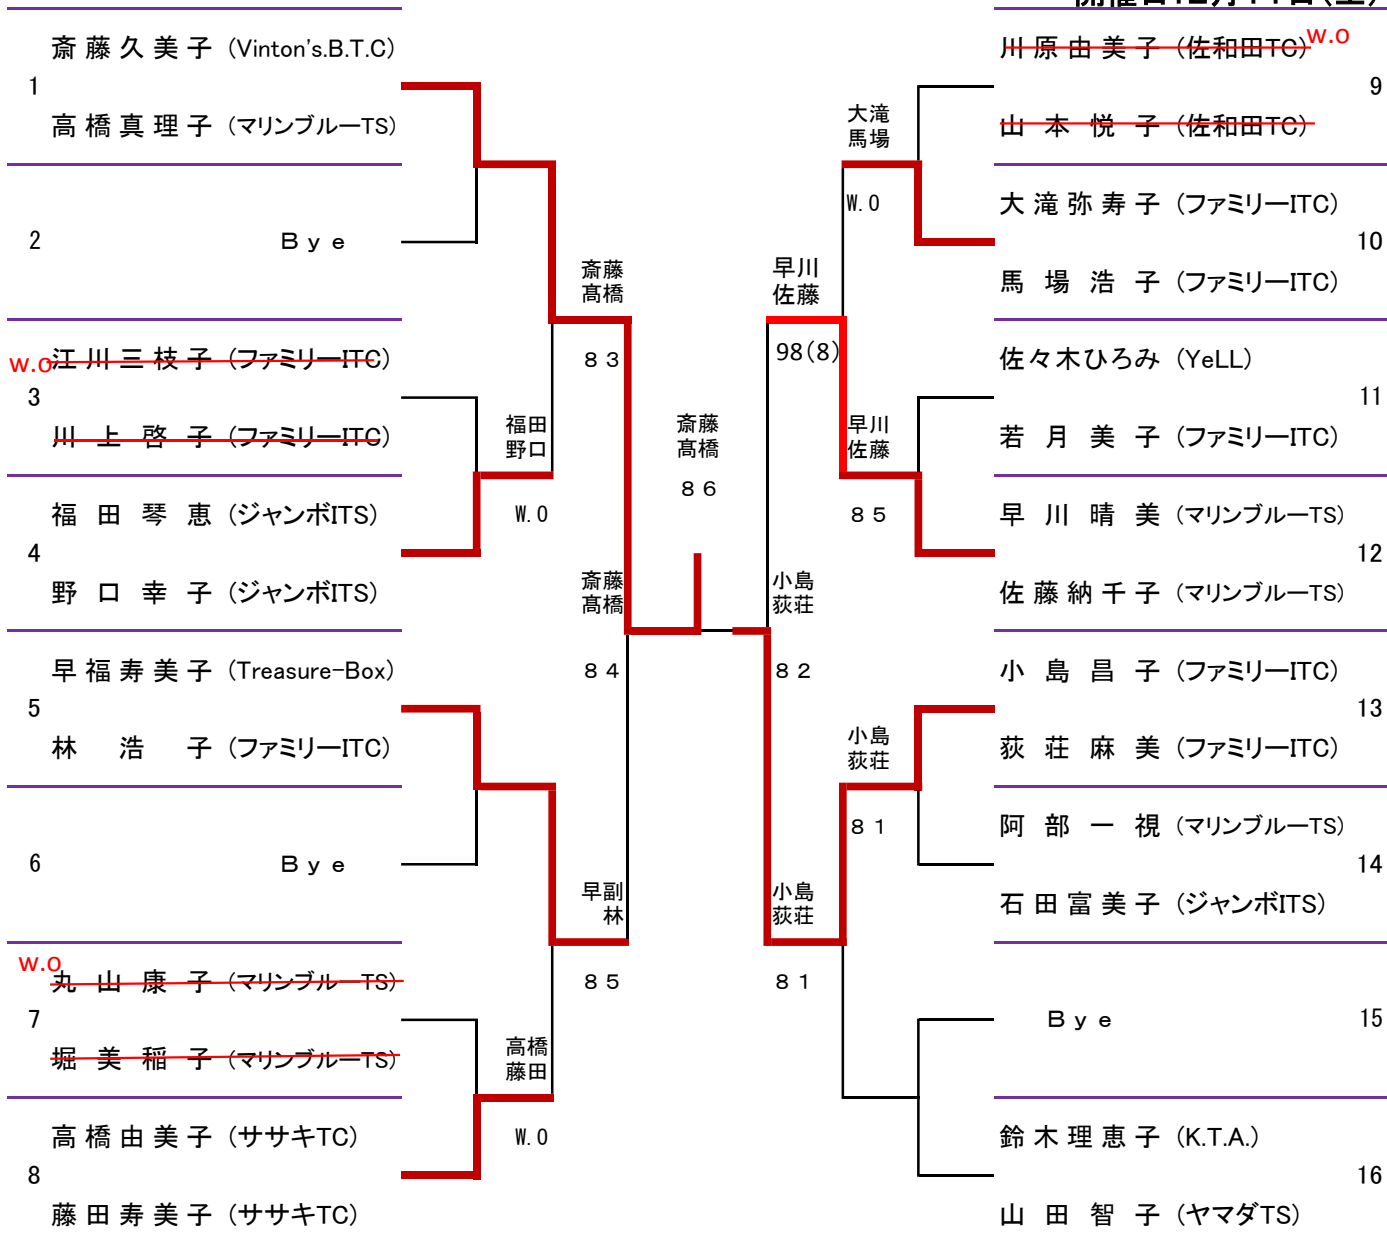 斎藤久美子 (Vinton's.B.T.C)
1
高橋真理子 (マリンブルーTS)
2
Bye
w.o
江川三枝子 (ファミリーITC)
3
川上啓子 (ファミリーITC)
福田琴恵 (ジャンボITS)
4
野口幸子 (ジャンボITS)
早福寿美子 (Treasure-Box)
5
林浩子 (ファミリーITC)
6
Bye
w.o
丸山康子 (マリンブルーTS)
7
堀美稲子 (マリンブルーTS)
高橋由美子 (ササキTC)
8
藤田寿美子 (ササキTC)
福田
野口
W.O
高橋
藤田
W.O
斎藤
髙橋
83
斎藤
髙橋
84
早副
林
85
斎藤
髙橋
86
早川
佐藤
98(8)
小島
荻荘
82
小島
荻荘
81
大滝
馬場
W.O
早川
佐藤
85
小島
荻荘
81
川原由美子 (佐和田TC)
w.o
9
山本悦子 (佐和田TC)
大滝弥寿子 (ファミリーITC)
10
馬場浩子 (ファミリーITC)
佐々木ひろみ (YeLL)
11
若月美子 (ファミリーITC)
早川晴美 (マリンブルーTS)
12
佐藤納千子 (マリンブルーTS)
小島昌子 (ファミリーITC)
13
荻荘麻美 (ファミリーITC)
阿部一視 (マリンブルーTS)
14
石田富美子 (ジャンボITS)
Bye
15
鈴木理恵子 (K.T.A.)
16
山田智子 (ヤマダTS)